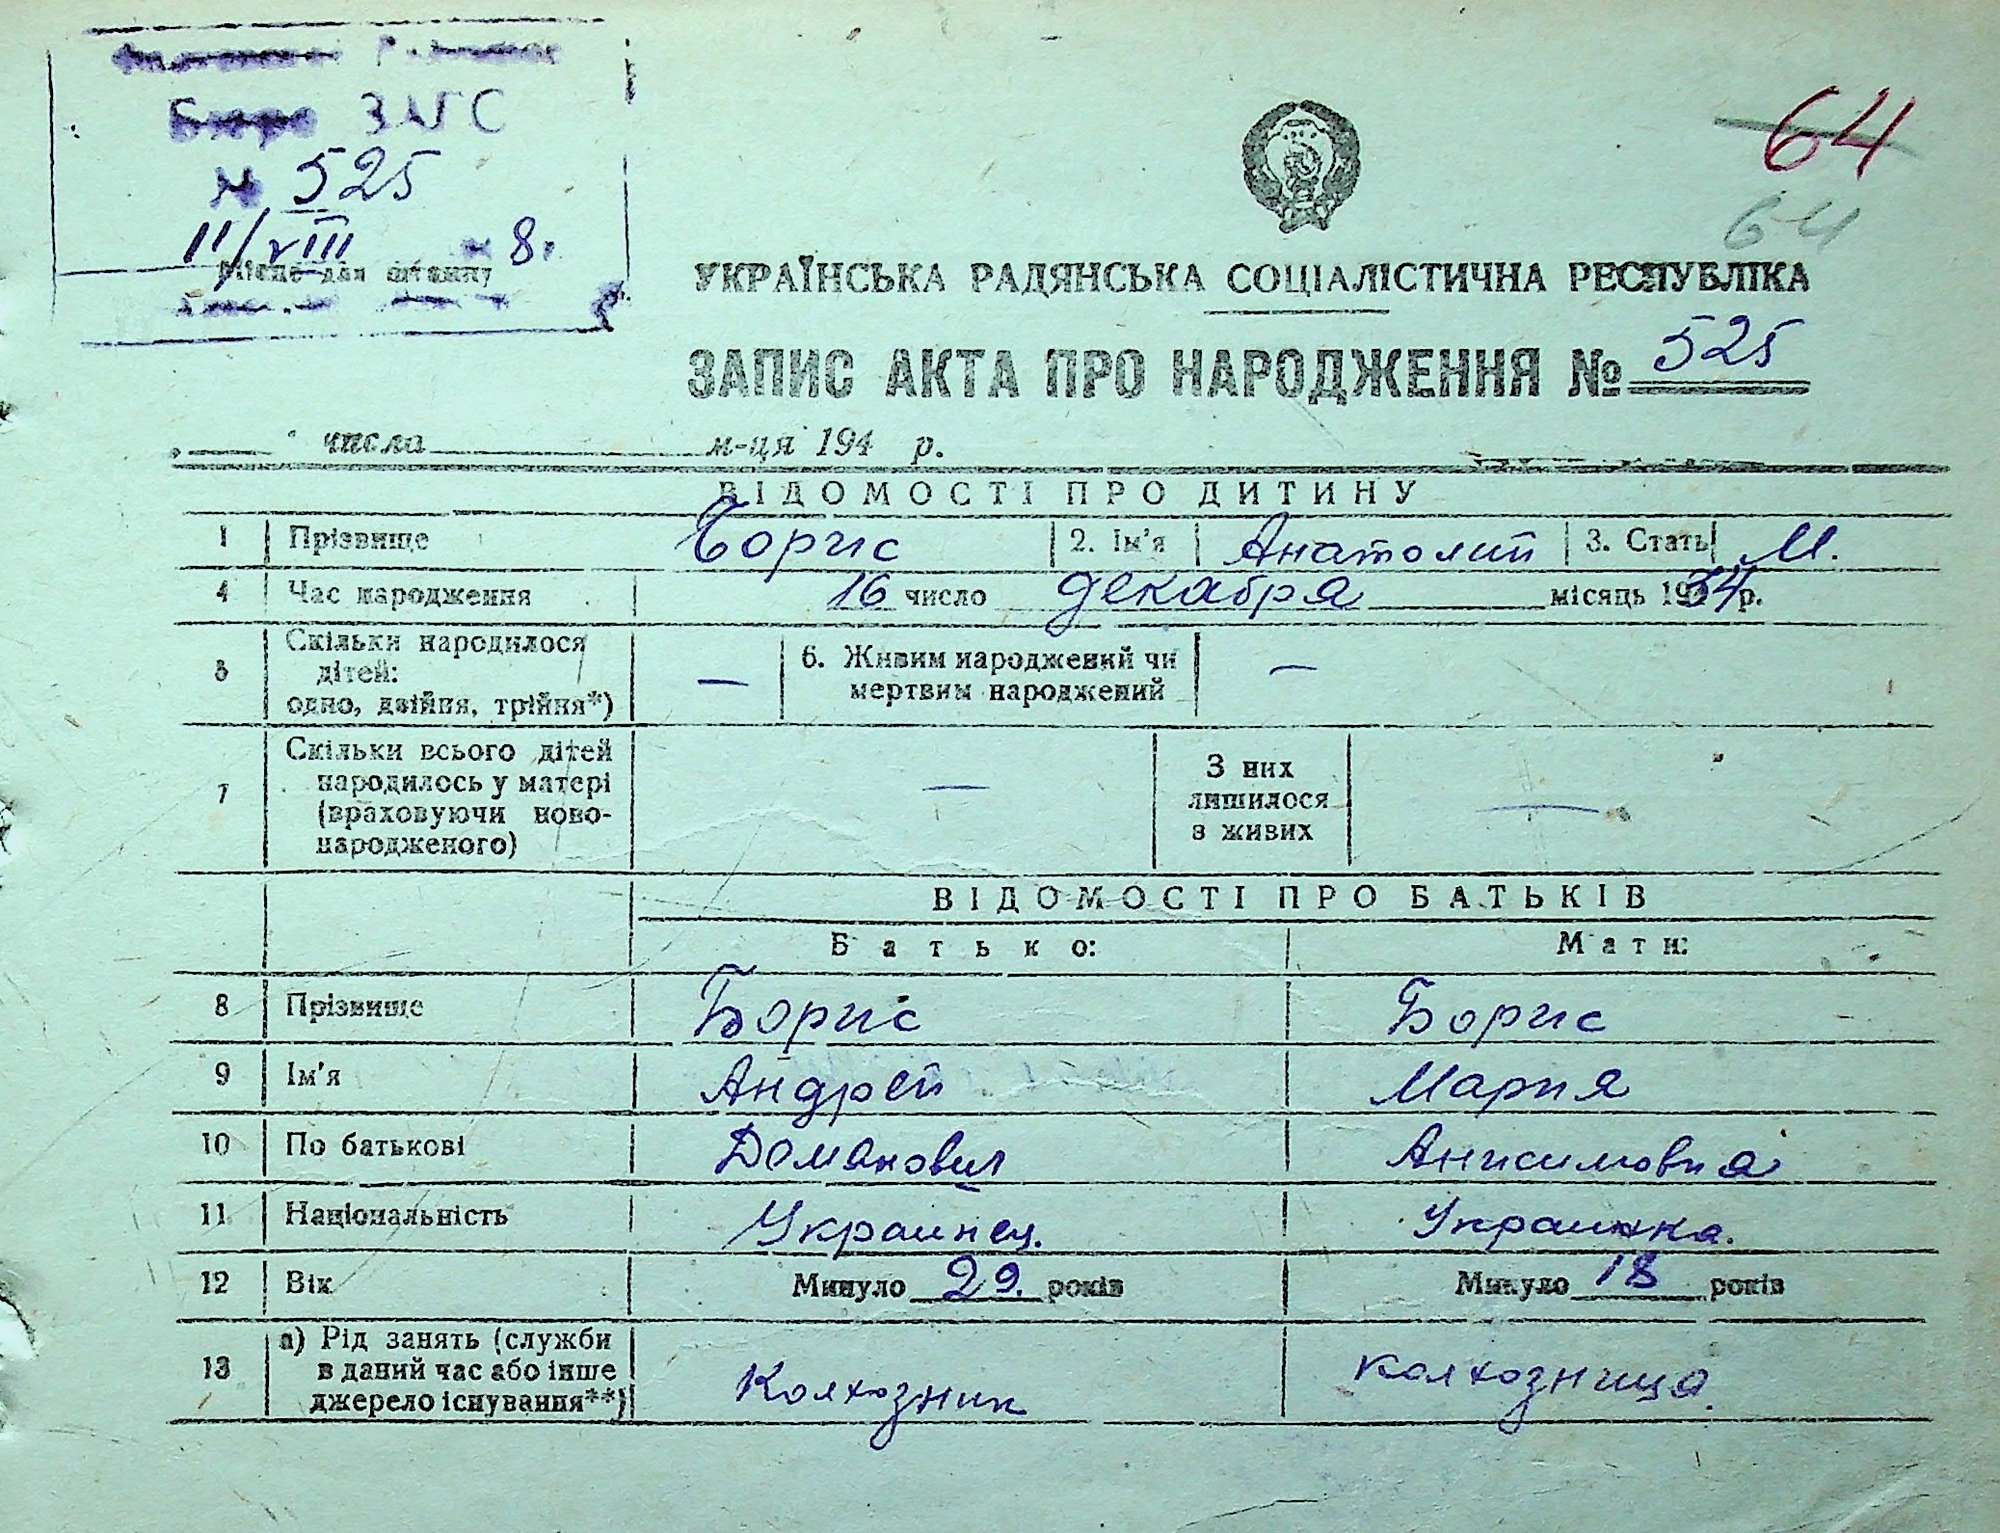 Бюро ЗАГС
№ 525
11/VIII 8.
Місце для штампу
64
64
УКРАЇНСЬКА РАДЯНСЬКА СОЦІАЛІСТИЧНА РЕСПУБЛІКА
ЗАПИС АКТА ПРО НАРОДЖЕННЯ № 525
числа м-ця 194 р.
ВІДОМОСТІ ПРО ДИТИНУ
1 Прізвище Борис 2. Ім'я Анатолий 3. Стать М.
4 Час народження 16 число декабря місяць 1934 р.
5 Скільки народилося дітей: одно, двійня, трійня*) — 6. Живим народжений чи мертвим народжений —
7 Скільки всього дітей народилось у матері (враховуючи новонародженого) — З них лишилося в живих —
ВІДОМОСТІ ПРО БАТЬКІВ
Батько: Мати:
8 Прізвище Борис Борис
9 Ім'я Андрей Мария
10 По батькові Доманович Анисимовна
11 Національність Украинец. Украинка.
12 Вік Минуло 29. років Минуло 18 років
13 а) Рід занять (служби в даний час або інше джерело існування**) Колхозник колхозница.